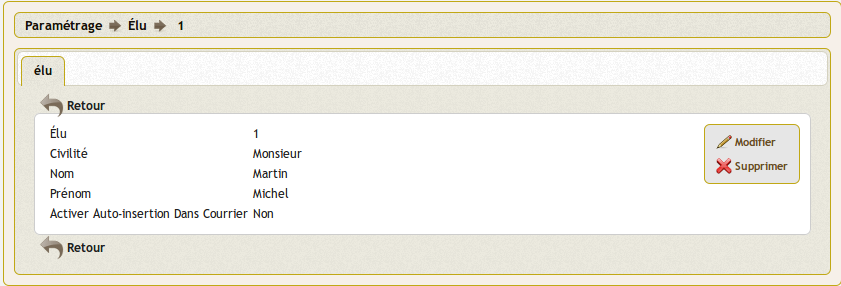 Paramétrage Élu 1
élu
Retour
Élu 1
Civilité Monsieur
Nom Martin
Prénom Michel
Activer Auto-insertion Dans Courrier Non
Modifier
Supprimer
Retour